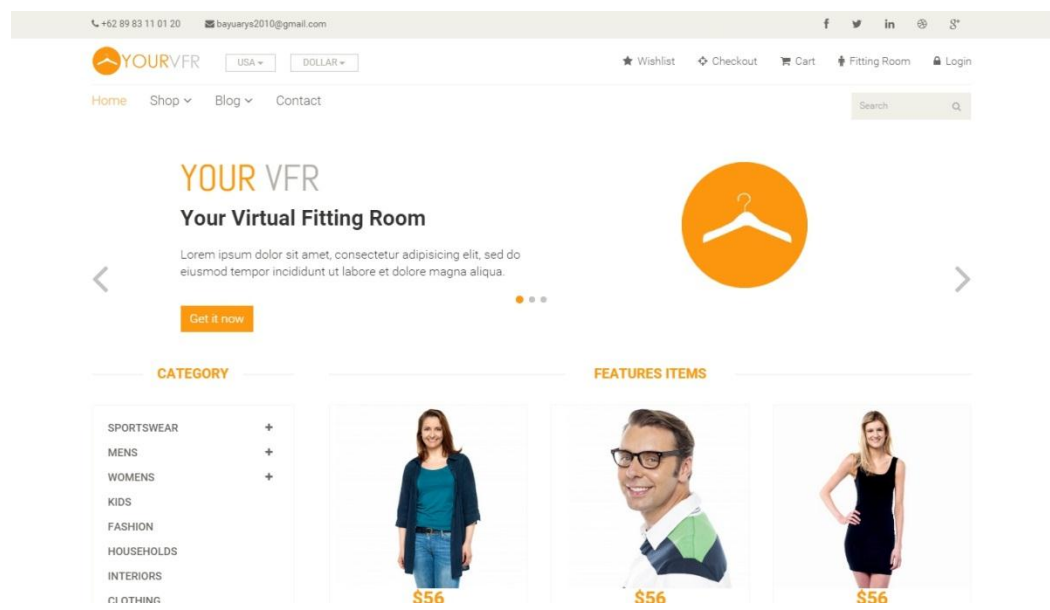 +62 89 83 11 01 20 bayuarys2010@gmail.com
YOURVFR USA DOLLAR Wishlist Checkout Cart Fitting Room Login
Home Shop Blog Contact Search
YOUR VFR
Your Virtual Fitting Room
Lorem ipsum dolor sit amet, consectetur adipisicing elit, sed do
eiusmod tempor incididunt ut labore et dolore magna aliqua.
Get it now
CATEGORY FEATURES ITEMS
SPORTSWEAR +
MENS +
WOMENS +
KIDS
FASHION
HOUSEHOLDS
INTERIORS
CLOTHING
$56 $56 $56